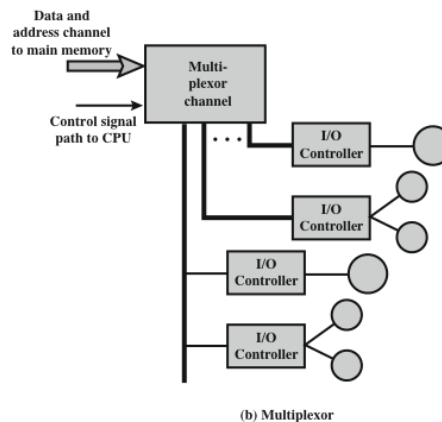 Data and
address channel
to main memory
Multi-
plexor
channel
Control signal
path to CPU
I/O
Controller
I/O
Controller
I/O
Controller
I/O
Controller
(b) Multiplexor